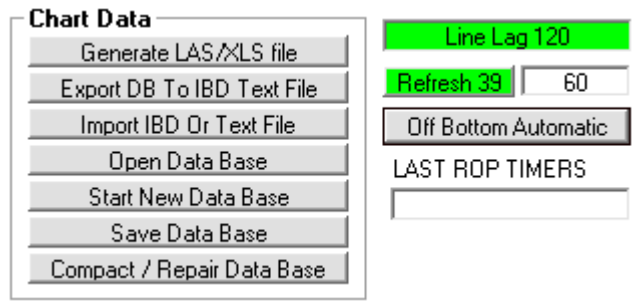 Chart Data
Generate LAS/XLS file
Export DB To IBD Text File
Import IBD Or Text File
Open Data Base
Start New Data Base
Save Data Base
Compact / Repair Data Base
Line Lag 120
Refresh 39 60
Off Bottom Automatic
LAST ROP TIMERS